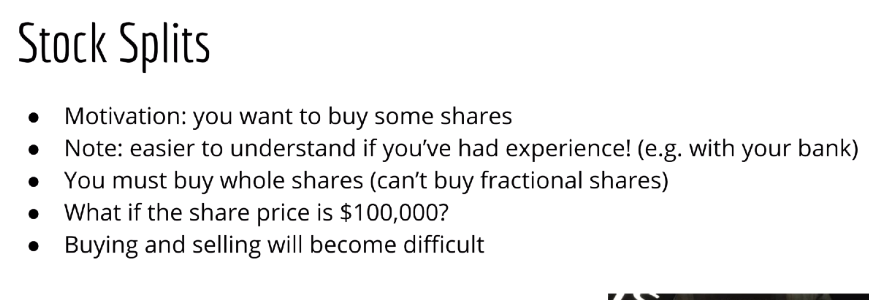 Stock Splits
● Motivation: you want to buy some shares
● Note: easier to understand if you’ve had experience! (e.g. with your bank)
● You must buy whole shares (can’t buy fractional shares)
● What if the share price is $100,000?
● Buying and selling will become difficult